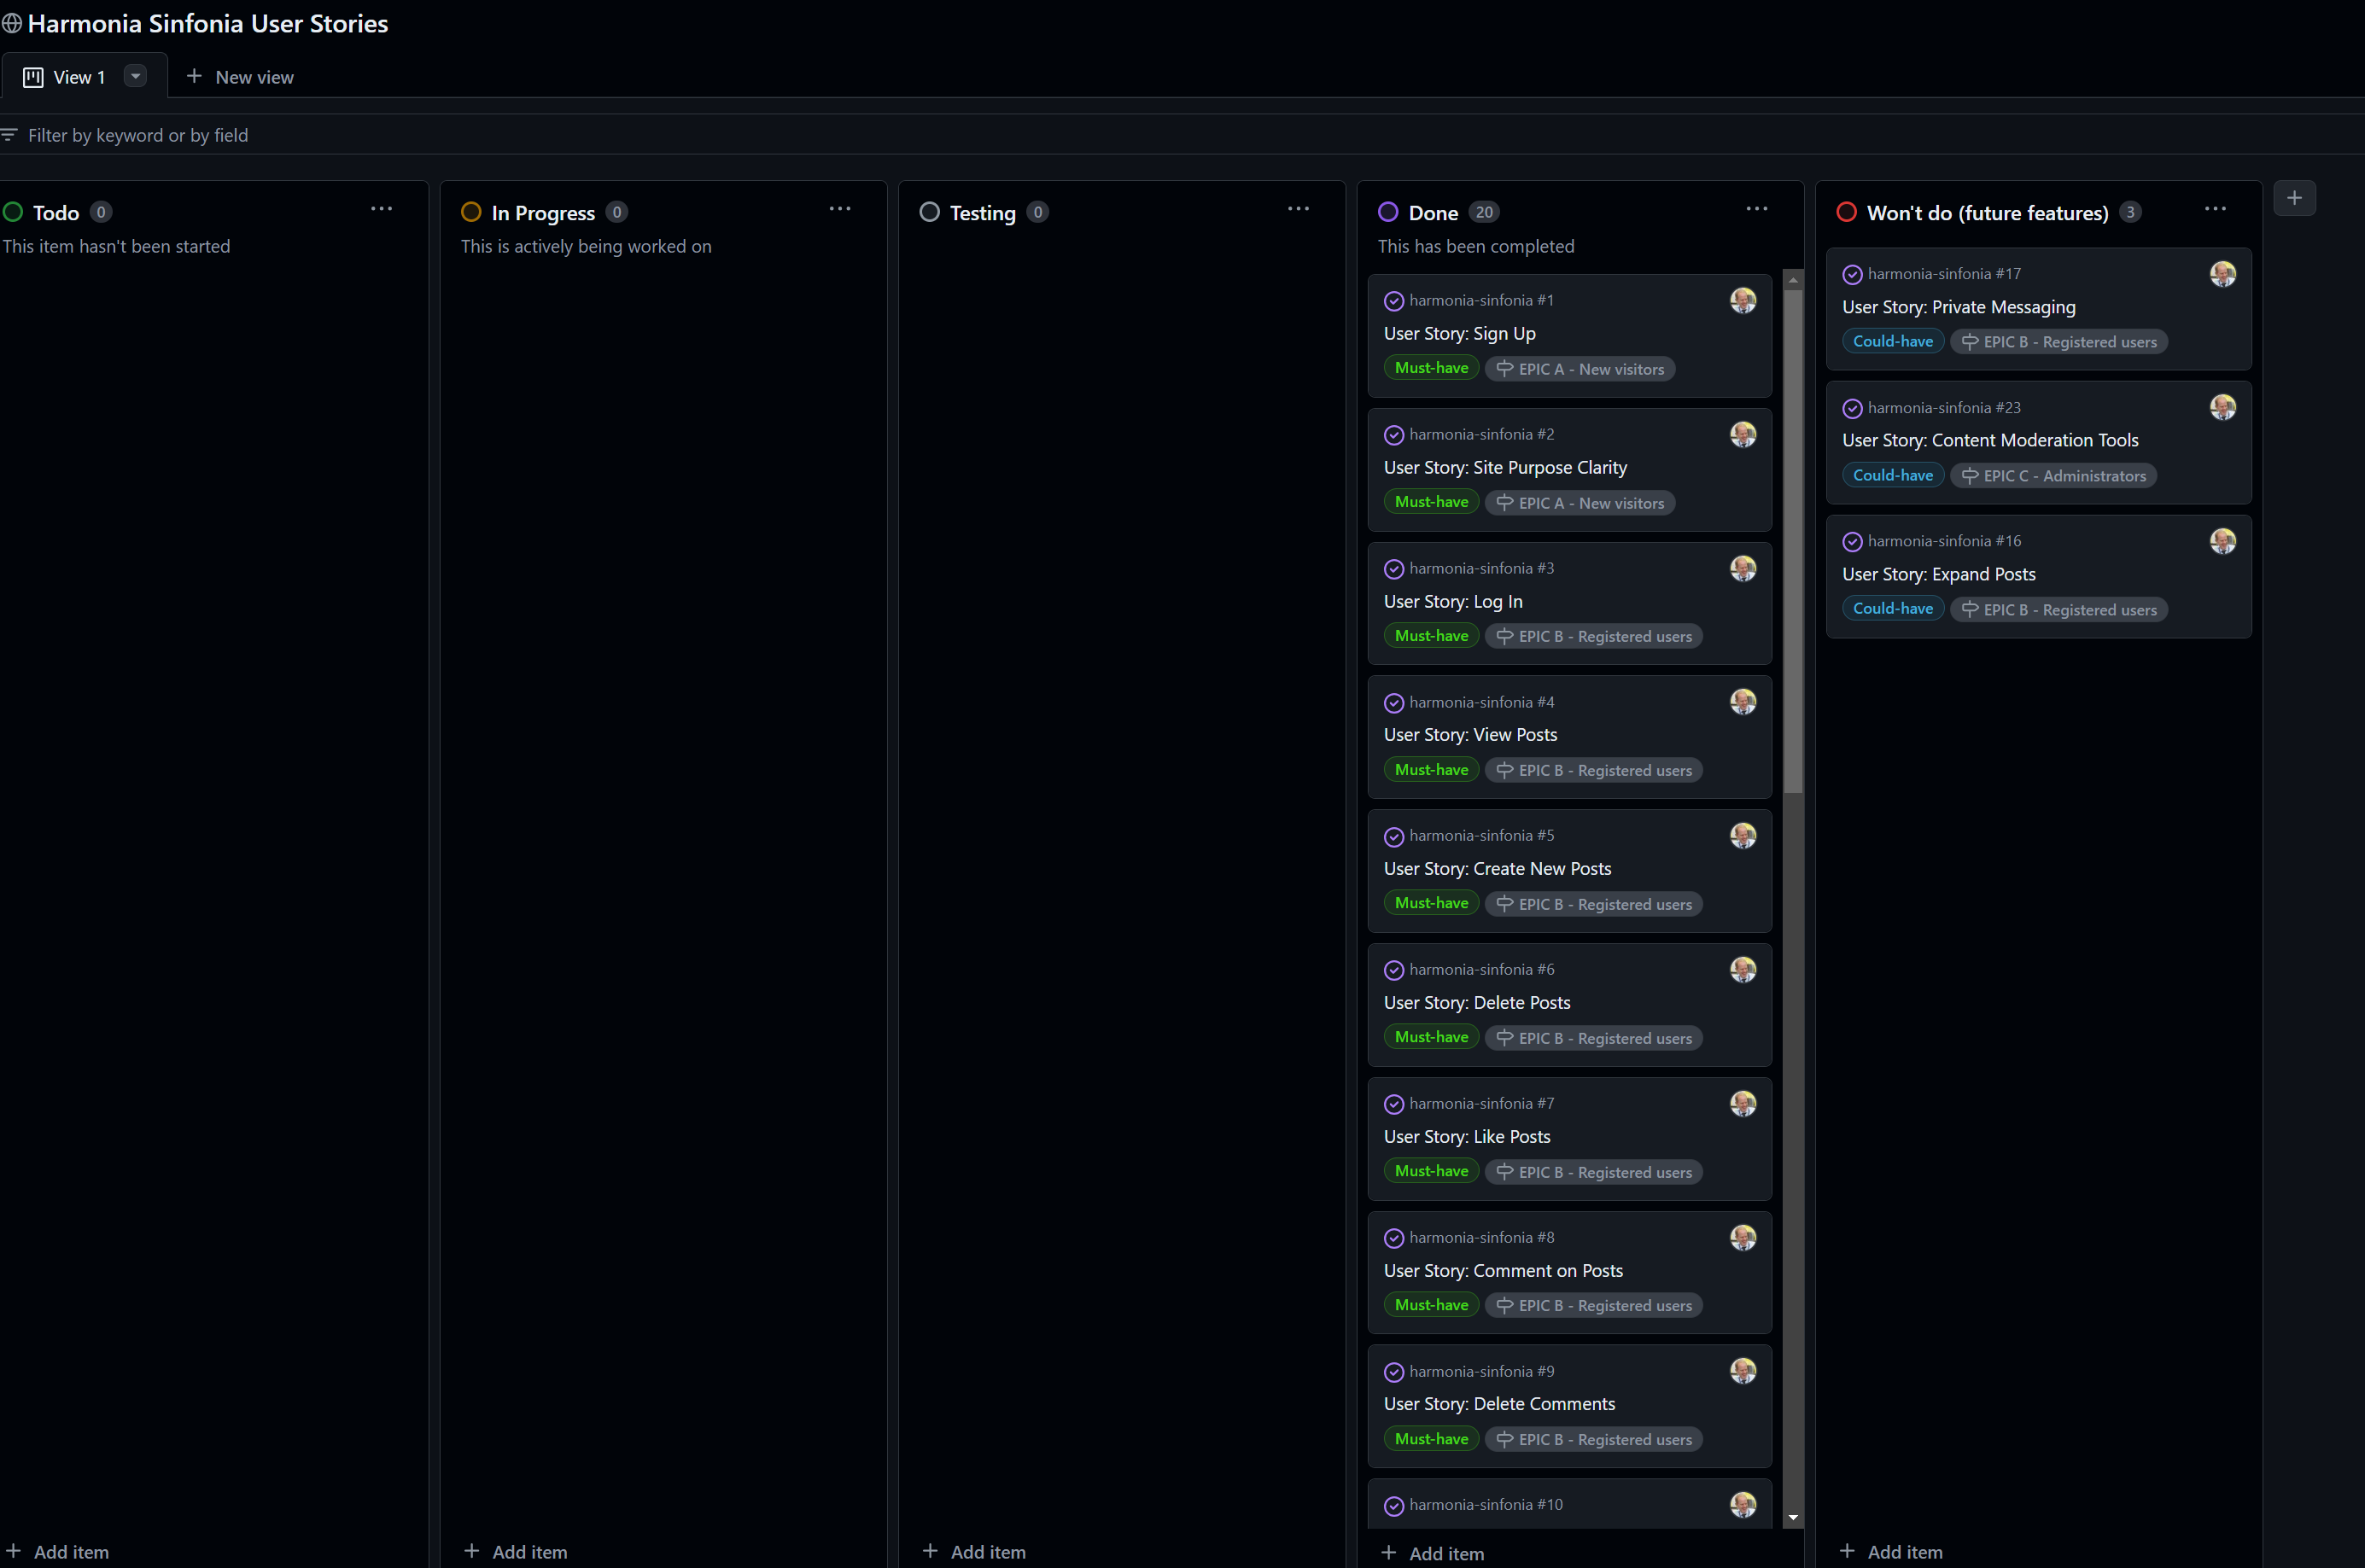 Harmonia Sinfonia User Stories
View 1
New view
Filter by keyword or by field
Todo 0
This item hasn't been started
Add item
In Progress 0
This is actively being worked on
Add item
Testing 0
Add item
Done 20
This has been completed
harmonia-sinfonia #1
User Story: Sign Up
Must-have EPIC A - New visitors
harmonia-sinfonia #2
User Story: Site Purpose Clarity
Must-have EPIC A - New visitors
harmonia-sinfonia #3
User Story: Log In
Must-have EPIC B - Registered users
harmonia-sinfonia #4
User Story: View Posts
Must-have EPIC B - Registered users
harmonia-sinfonia #5
User Story: Create New Posts
Must-have EPIC B - Registered users
harmonia-sinfonia #6
User Story: Delete Posts
Must-have EPIC B - Registered users
harmonia-sinfonia #7
User Story: Like Posts
Must-have EPIC B - Registered users
harmonia-sinfonia #8
User Story: Comment on Posts
Must-have EPIC B - Registered users
harmonia-sinfonia #9
User Story: Delete Comments
Must-have EPIC B - Registered users
harmonia-sinfonia #10
Add item
Won't do (future features) 3
harmonia-sinfonia #17
User Story: Private Messaging
Could-have EPIC B - Registered users
harmonia-sinfonia #23
User Story: Content Moderation Tools
Could-have EPIC C - Administrators
harmonia-sinfonia #16
User Story: Expand Posts
Could-have EPIC B - Registered users
Add item